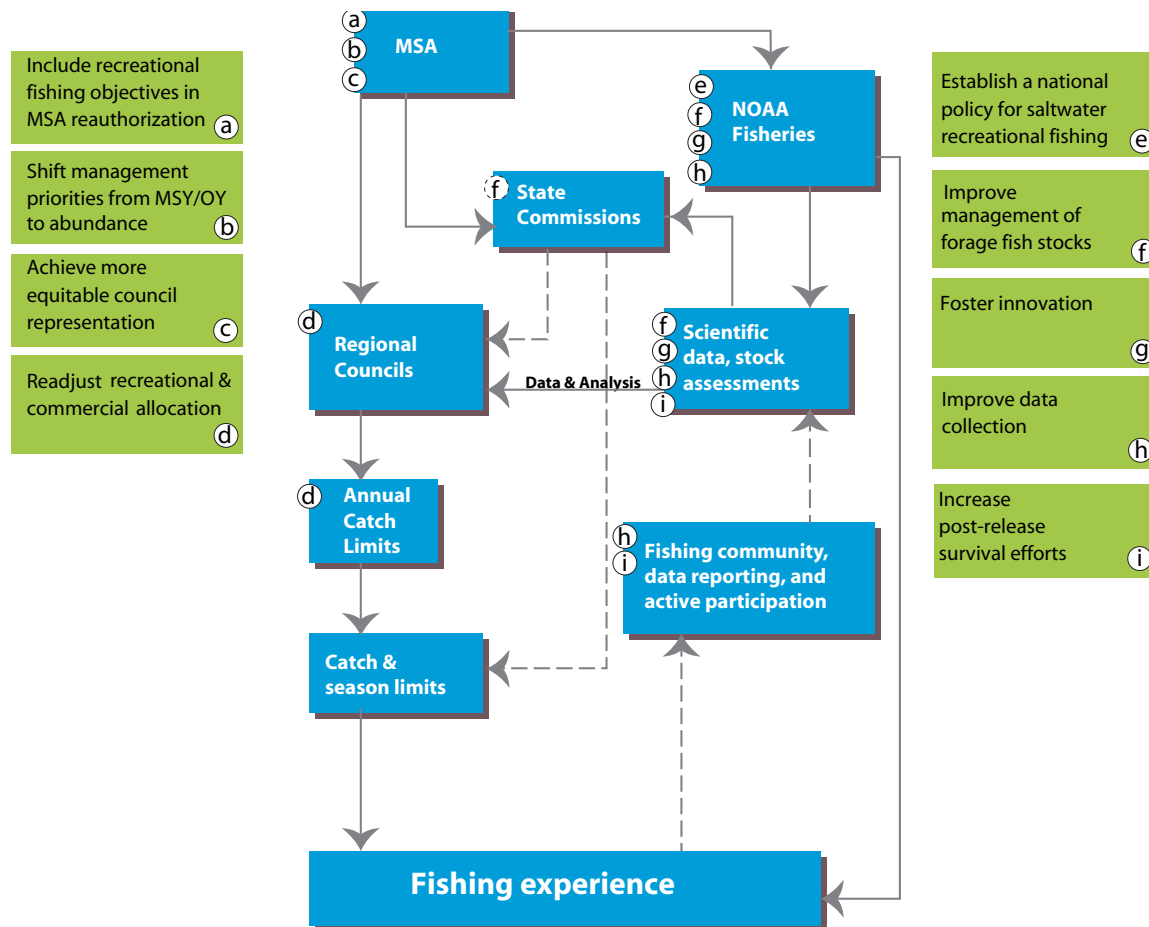 Include recreational
fishing objectives in
MSA reauthorization
a
Shift management
priorities from MSY/OY
to abundance
b
Achieve more
equitable council
representation
c
Readjust recreational &
commercial allocation
d
a
b
c
MSA
e
f
g
h
NOAA
Fisheries
f
State
Commissions
d
Regional
Councils
Data & Analysis
f
g
h
i
Scientific
data, stock
assessments
d
Annual
Catch
Limits
h
i
Fishing community,
data reporting, and
active participation
Catch &
season limits
Fishing experience
Establish a national
policy for saltwater
recreational fishing
e
Improve
management of
forage fish stocks
f
Foster innovation
g
Improve data
collection
h
Increase
post-release
survival efforts
i